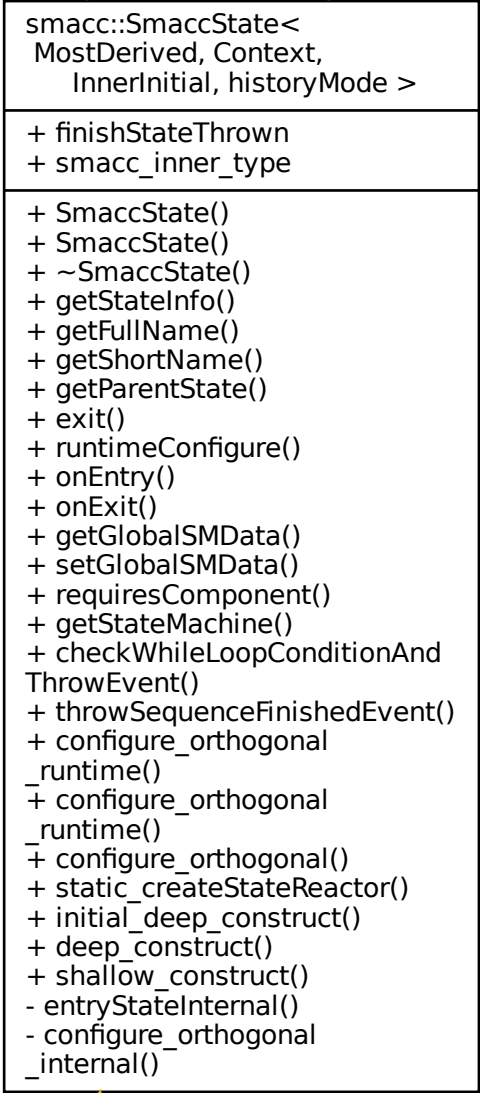 smacc::SmaccState<
MostDerived, Context,
InnerInitial, historyMode >
+ finishStateThrown
+ smacc_inner_type
+ SmaccState()
+ SmaccState()
+ ~SmaccState()
+ getStateInfo()
+ getFullName()
+ getShortName()
+ getParentState()
+ exit()
+ runtimeConfigure()
+ onEntry()
+ onExit()
+ getGlobalSMData()
+ setGlobalSMData()
+ requiresComponent()
+ getStateMachine()
+ checkWhileLoopConditionAnd
ThrowEvent()
+ throwSequenceFinishedEvent()
+ configure_orthogonal
_runtime()
+ configure_orthogonal
_runtime()
+ configure_orthogonal()
+ static_createStateReactor()
+ initial_deep_construct()
+ deep_construct()
+ shallow_construct()
- entryStateInternal()
- configure_orthogonal
_internal()